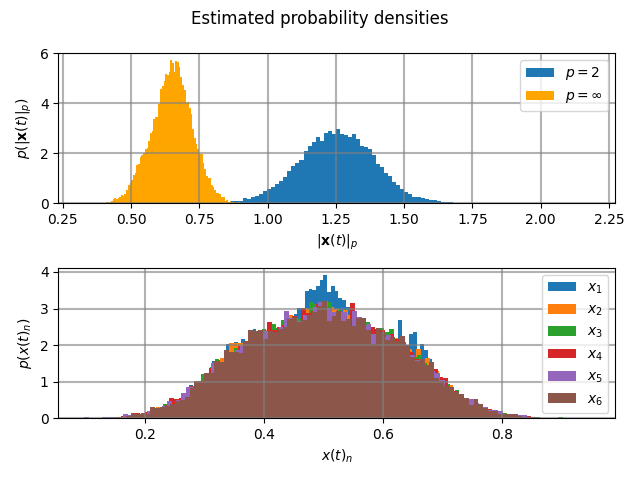 Estimated probability densities
p(|𝐱(t)|ₚ)
6
4
2
0
p = 2
p = ∞
0.25 0.50 0.75 1.00 1.25 1.50 1.75 2.00 2.25
|𝐱(t)|ₚ
p(x(t)ₙ)
4
3
2
1
0
x₁
x₂
x₃
x₄
x₅
x₆
0.2 0.4 0.6 0.8
x(t)ₙ